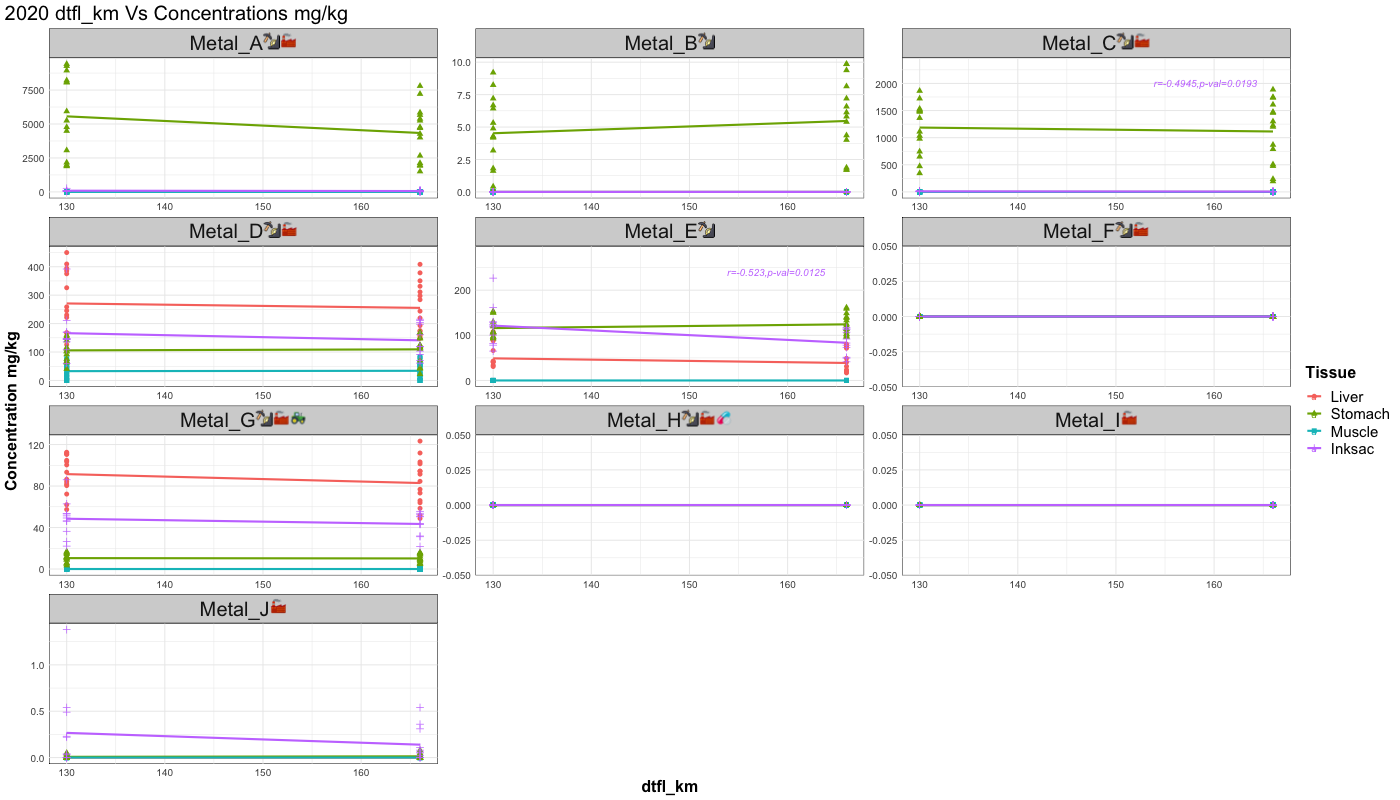 2020 dtfl_km Vs Concentrations mg/kg
Metal_A
Metal_B
Metal_C
7500
5000
2500
0
130 140 150 160
10.0
7.5
5.0
2.5
0.0
130 140 150 160
r=-0.4945,p-val=0.0193
2000
1500
1000
500
0
130 140 150 160
Metal_D
Metal_E
Metal_F
400
300
200
100
0
130 140 150 160
r=-0.523,p-val=0.0125
200
100
0
130 140 150 160
0.050
0.025
0.000
-0.025
-0.050
130 140 150 160
Metal_G
Metal_H
Metal_I
120
80
40
0
130 140 150 160
0.050
0.025
0.000
-0.025
-0.050
130 140 150 160
0.050
0.025
0.000
-0.025
-0.050
130 140 150 160
Metal_J
1.0
0.5
0.0
130 140 150 160
Concentration mg/kg
dtfl_km
Tissue
Liver
Stomach
Muscle
Inksac